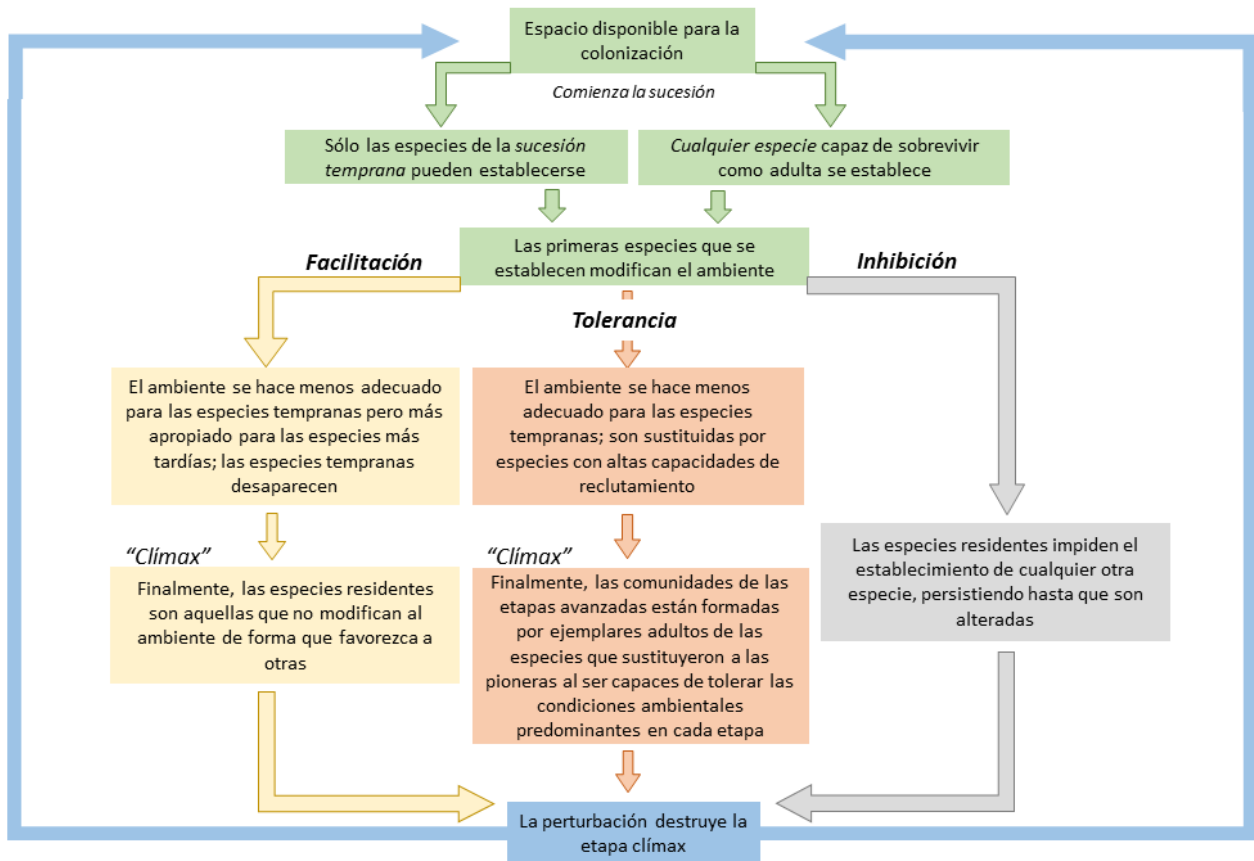 Espacio disponible para la
colonización
Comienza la sucesión
Sólo las especies de la sucesión
temprana pueden establecerse
Cualquier especie capaz de sobrevivir
como adulta se establece
Las primeras especies que se
establecen modifican el ambiente
Facilitación
Tolerancia
Inhibición
El ambiente se hace menos adecuado
para las especies tempranas pero más
apropiado para las especies más
tardías; las especies tempranas
desaparecen
El ambiente se hace menos
adecuado para las especies
tempranas; son sustituidas por
especies con altas capacidades de
reclutamiento
“Clímax”
Finalmente, las especies residentes
son aquellas que no modifican al
ambiente de forma que favorezca a
otras
“Clímax”
Finalmente, las comunidades de las
etapas avanzadas están formadas
por ejemplares adultos de las
especies que sustituyeron a las
pioneras al ser capaces de tolerar las
condiciones ambientales
predominantes en cada etapa
Las especies residentes impiden el
establecimiento de cualquier otra
especie, persistiendo hasta que son
alteradas
La perturbación destruye la
etapa clímax